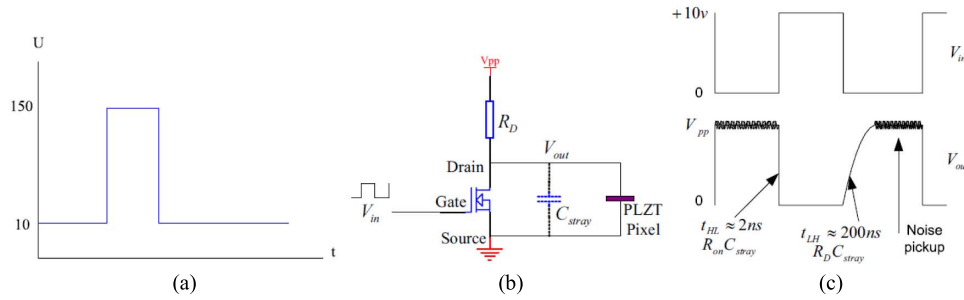 U
150
10
t
(a)
Vpp
R_D
Drain
V_out
Gate
V_in
C_stray
PLZT
Pixel
Source
(b)
+10v
V_in
0
V_pp
V_ou
0
t_HL ≈ 2ns
R_on C_stray
t_LH ≈ 200ns
R_D C_stray
Noise
pickup
(c)